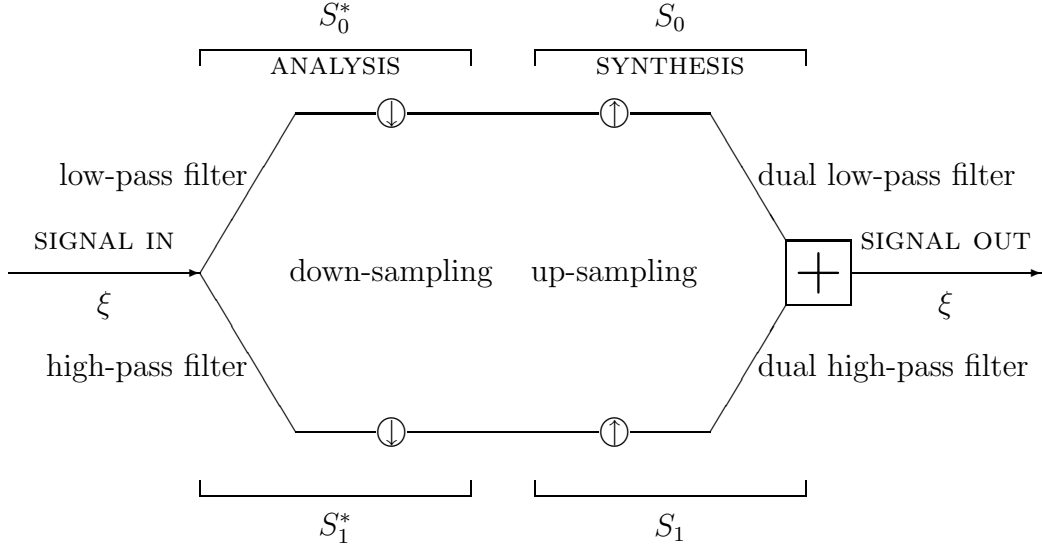 S₀* S₀
ANALYSIS SYNTHESIS
↓ ↑
low-pass filter dual low-pass filter
SIGNAL IN SIGNAL OUT
down-sampling up-sampling +
ξ ξ
high-pass filter dual high-pass filter
↓ ↑
S₁* S₁